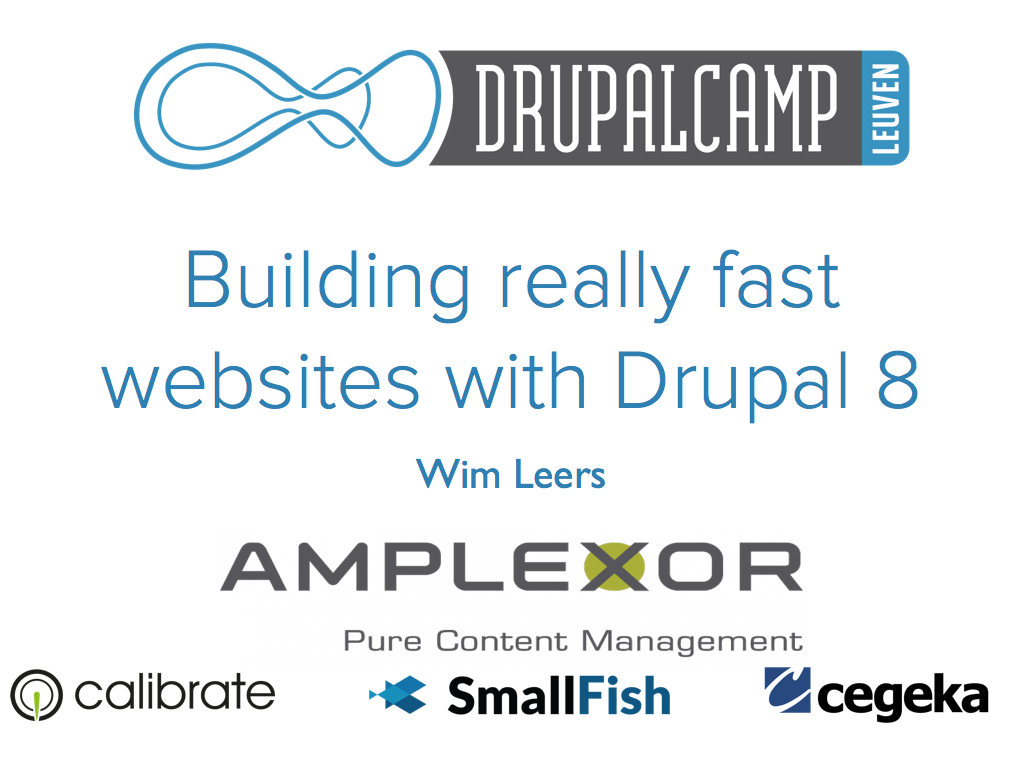 DRUPALCAMP
LEUVEN
Building really fast
websites with Drupal 8
Wim Leers
AMPLEXOR
Pure Content Management
calibrate
SmallFish
cegeka